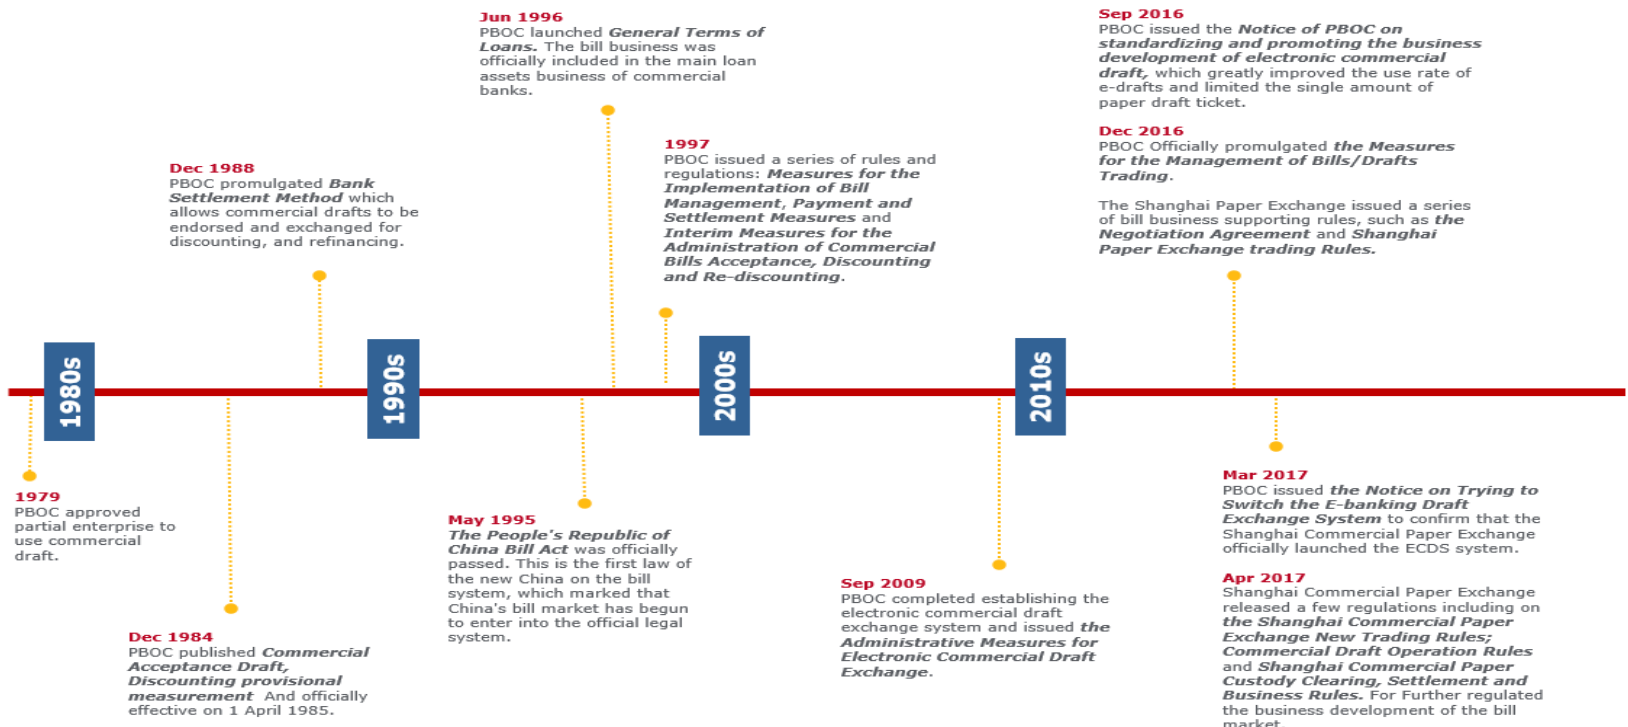 Jun 1996
PBOC launched General Terms of
Loans. The bill business was
officially included in the main loan
assets business of commercial
banks.
Sep 2016
PBOC issued the Notice of PBOC on
standardizing and promoting the business
development of electronic commercial
draft, which greatly improved the use rate of
e-drafts and limited the single amount of
paper draft ticket.
Dec 2016
PBOC Officially promulgated the Measures
for the Management of Bills/Drafts
Trading.
The Shanghai Paper Exchange issued a series
of bill business supporting rules, such as the
Negotiation Agreement and Shanghai
Paper Exchange trading Rules.
Dec 1988
PBOC promulgated Bank
Settlement Method which
allows commercial drafts to be
endorsed and exchanged for
discounting, and refinancing.
1997
PBOC issued a series of rules and
regulations: Measures for the
Implementation of Bill
Management, Payment and
Settlement Measures and
Interim Measures for the
Administration of Commercial
Bills Acceptance, Discounting
and Re-discounting.
1980s
1990s
2000s
2010s
1979
PBOC approved
partial enterprise to
use commercial
draft.
Dec 1984
PBOC published Commercial
Acceptance Draft,
Discounting provisional
measurement And officially
effective on 1 April 1985.
May 1995
The People's Republic of
China Bill Act was officially
passed. This is the first law of
the new China on the bill
system, which marked that
China's bill market has begun
to enter into the official legal
system.
Sep 2009
PBOC completed establishing the
electronic commercial draft
exchange system and issued the
Administrative Measures for
Electronic Commercial Draft
Exchange.
Mar 2017
PBOC issued the Notice on Trying to
Switch the E-banking Draft
Exchange System to confirm that the
Shanghai Commercial Paper Exchange
officially launched the ECDS system.
Apr 2017
Shanghai Commercial Paper Exchange
released a few regulations including on
the Shanghai Commercial Paper
Exchange New Trading Rules;
Commercial Draft Operation Rules
and Shanghai Commercial Paper
Custody Clearing, Settlement and
Business Rules. For Further regulated
the business development of the bill
market.